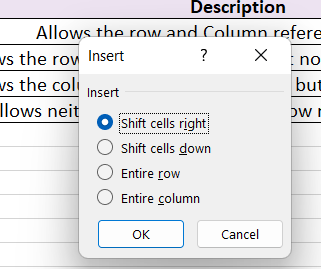 Description
Allows the row and Column refere
Insert ? X
ws the row no
Insert
ws the colu but
Shift cells right
llows neit ow r
Shift cells down
Entire row
Entire column
OK Cancel